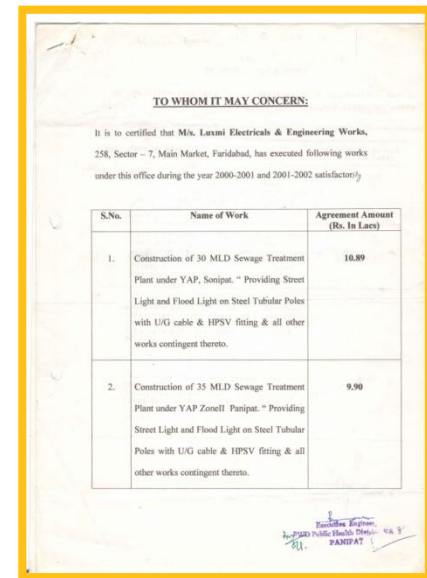 TO WHOM IT MAY CONCERN:
It is to certified that M/s. Luxmi Electricals & Engineering Works,
258, Sector – 7, Main Market, Faridabad, has executed following works
under this office during the year 2000-2001 and 2001-2002 satisfactorily
S.No. Name of Work Agreement Amount
(Rs. In Lacs)
1. Construction of 30 MLD Sewage Treatment 10.89
Plant under YAP, Sonipat. “ Providing Street
Light and Flood Light on Steel Tubular Poles
with U/G cable & HPSV fitting & all other
works contingent thereto.
2. Construction of 35 MLD Sewage Treatment 9.90
Plant under YAP ZoneII Panipat. “ Providing
Street Light and Flood Light on Steel Tubular
Poles with U/G cable & HPSV fitting & all
other works contingent thereto.
Executive Engineer,
PWD Public Health Division
PANIPAT